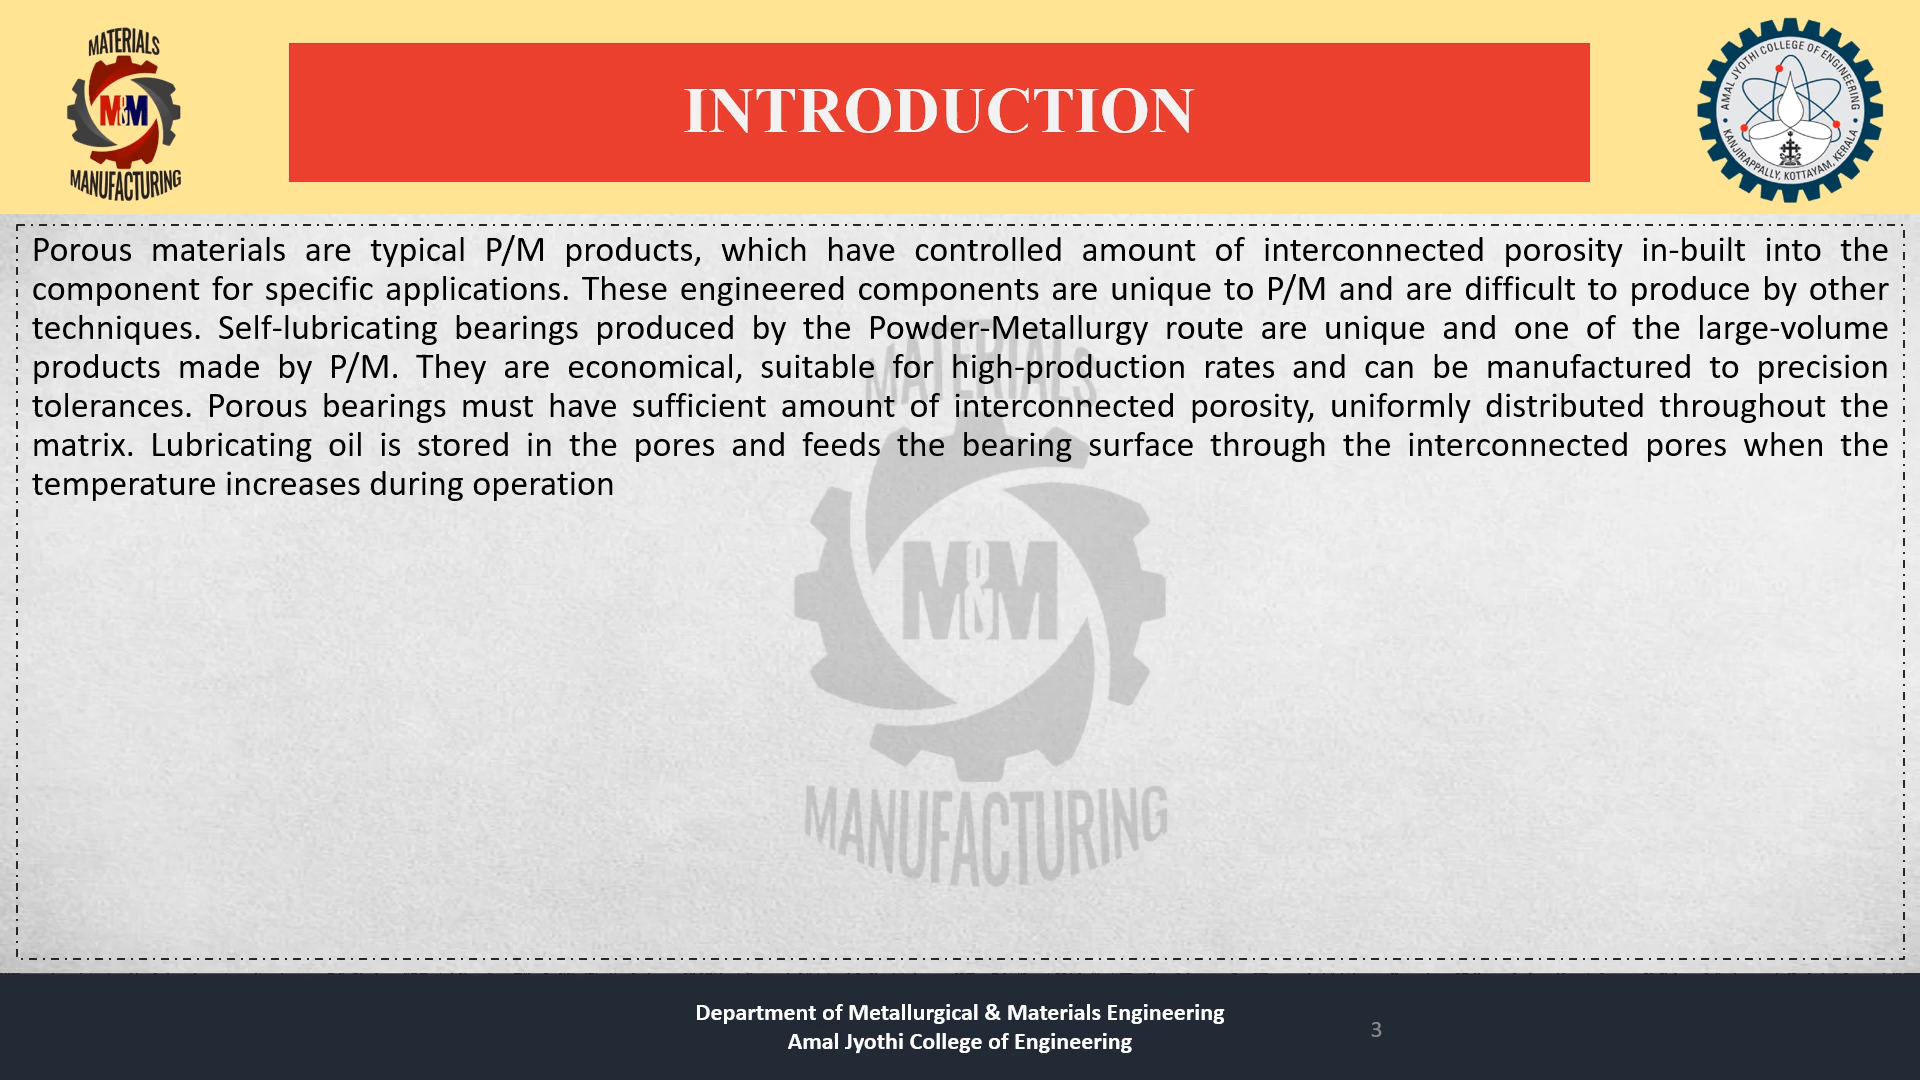 MATERIALS
M&M
MANUFACTURING
INTRODUCTION
AMAL JYOTHI COLLEGE OF ENGINEERING
KANJIRAPPALLY, KOTTAYAM, KERALA
Porous materials are typical P/M products, which have controlled amount of interconnected porosity in-built into the
component for specific applications. These engineered components are unique to P/M and are difficult to produce by other
techniques. Self-lubricating bearings produced by the Powder-Metallurgy route are unique and one of the large-volume
products made by P/M. They are economical, suitable for high-production rates and can be manufactured to precision
tolerances. Porous bearings must have sufficient amount of interconnected porosity, uniformly distributed throughout the
matrix. Lubricating oil is stored in the pores and feeds the bearing surface through the interconnected pores when the
temperature increases during operation
MATERIALS
M&M
MANUFACTURING
Department of Metallurgical & Materials Engineering
Amal Jyothi College of Engineering
3